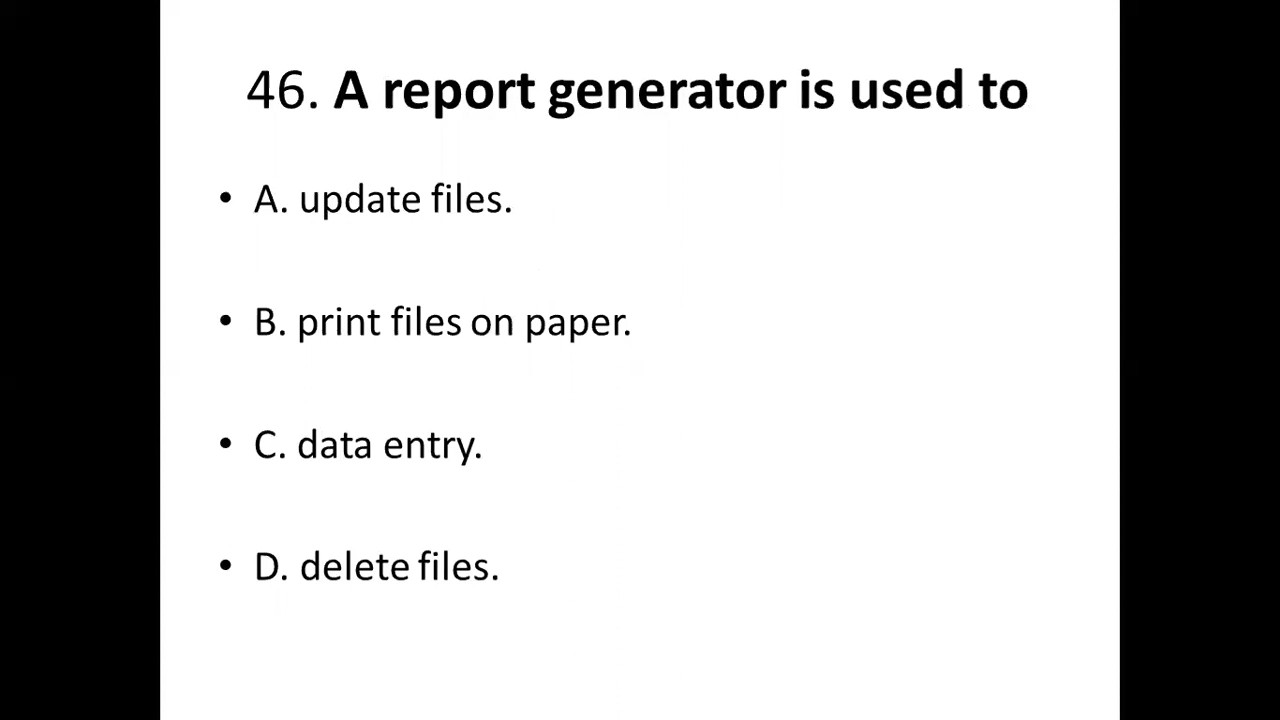 46. A report generator is used to
• A. update files.
• B. print files on paper.
• C. data entry.
• D. delete files.